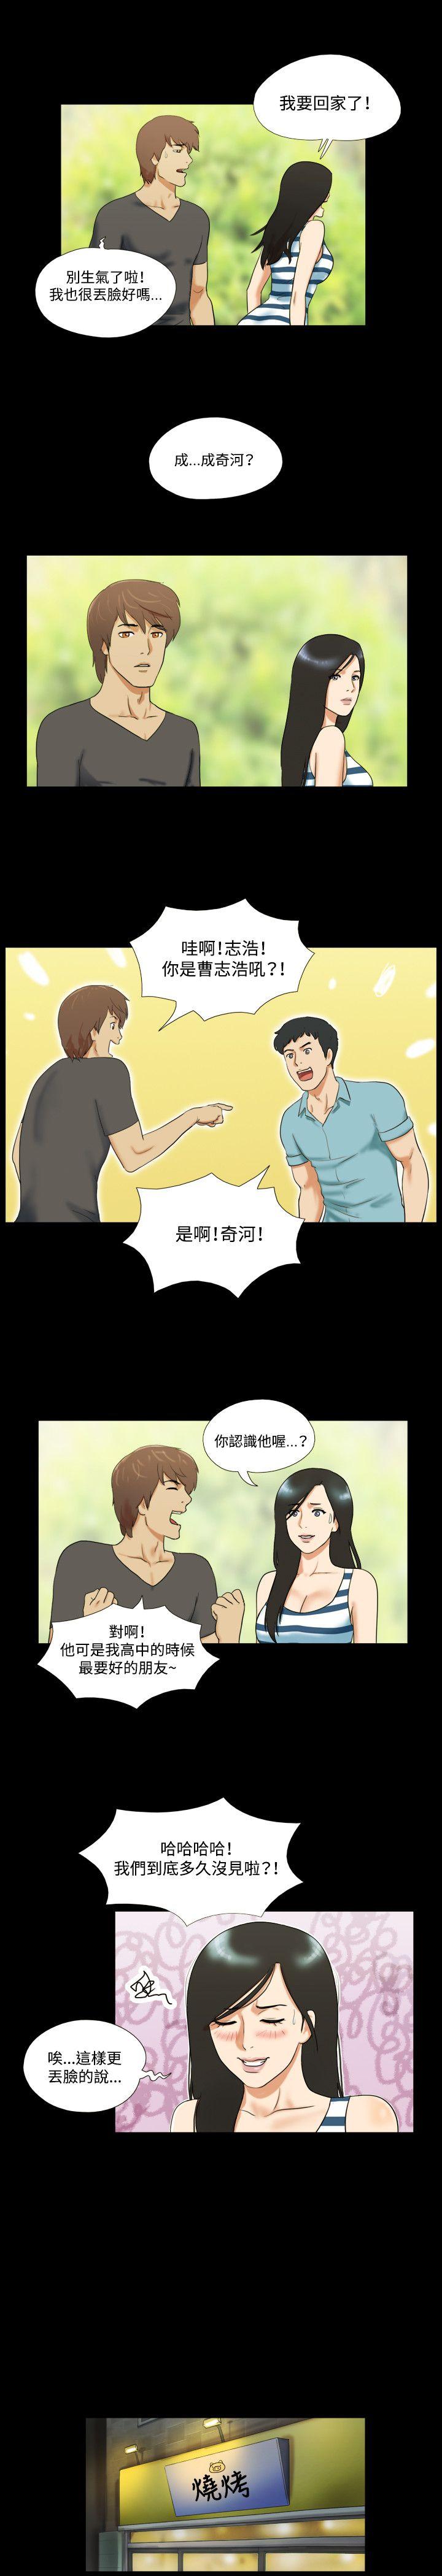 我要回家了!
別生氣了啦!
我也很丟臉好嗎...
成...成奇河?
哇啊!志浩!
你是曹志浩吼?!
是啊!奇河!
你認識他喔...?
對啊!
他可是我高中的時候
最要好的朋友~
哈哈哈哈!
我們到底多久沒見啦?!
唉...這樣更
丟臉的說...
燒烤